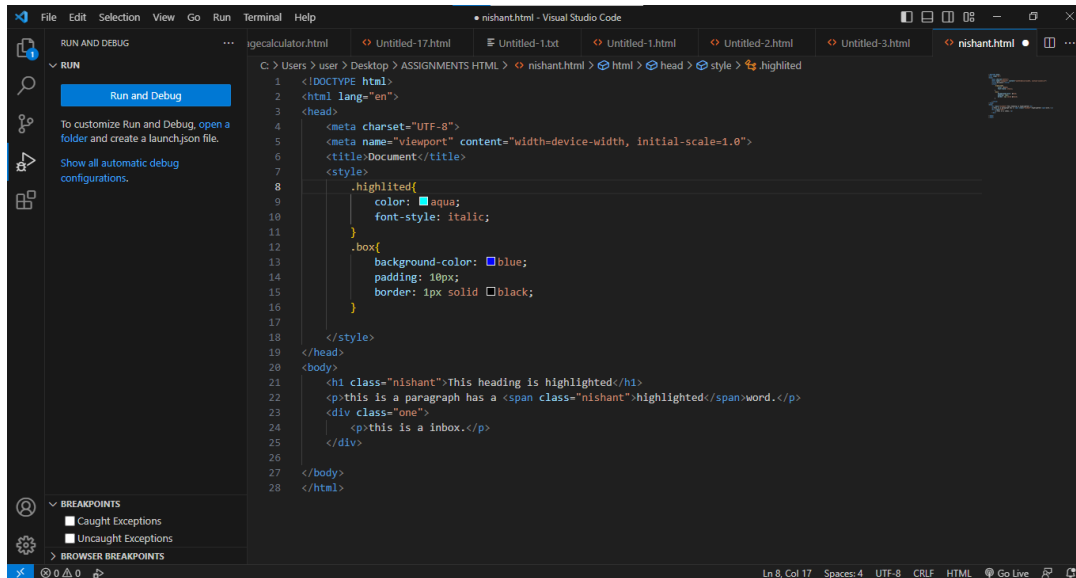 File Edit Selection View Go Run Terminal Help
● nishant.html - Visual Studio Code
RUN AND DEBUG ···
agecalculator.html Untitled-17.html Untitled-1.txt Untitled-1.html Untitled-2.html Untitled-3.html nishant.html ● ···
RUN
Run and Debug
To customize Run and Debug, open a
folder and create a launch.json file.
Show all automatic debug
configurations.
C: > Users > user > Desktop > ASSIGNMENTS HTML > nishant.html > html > head > style > .highlited
1 <!DOCTYPE html>
2 <html lang="en">
3 <head>
4 <meta charset="UTF-8">
5 <meta name="viewport" content="width=device-width, initial-scale=1.0">
6 <title>Document</title>
7 <style>
8 .highlited{
9 color: aqua;
10 font-style: italic;
11 }
12 .box{
13 background-color: blue;
14 padding: 10px;
15 border: 1px solid black;
16 }
17
18 </style>
19 </head>
20 <body>
21 <h1 class="nishant">This heading is highlighted</h1>
22 <p>this is a paragraph has a <span class="nishant">highlighted</span>word.</p>
23 <div class="one">
24 <p>this is a inbox.</p>
25 </div>
26
27 </body>
28 </html>
1
BREAKPOINTS
Caught Exceptions
Uncaught Exceptions
BROWSER BREAKPOINTS
0 0 Ln 8, Col 17 Spaces: 4 UTF-8 CRLF HTML Go Live